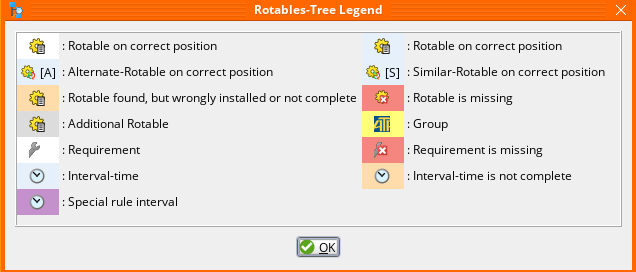 Rotables-Tree Legend
: Rotable on correct position : Rotable on correct position
[A] : Alternate-Rotable on correct position [S] : Similar-Rotable on correct position
: Rotable found, but wrongly installed or not complete : Rotable is missing
: Additional Rotable : Group
: Requirement : Requirement is missing
: Interval-time : Interval-time is not complete
: Special rule interval
OK